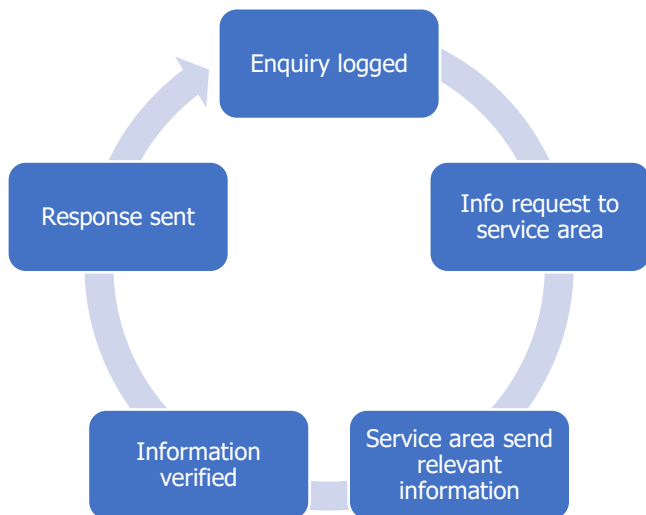 Enquiry logged
Info request to
service area
Service area send
relevant
information
Information
verified
Response sent